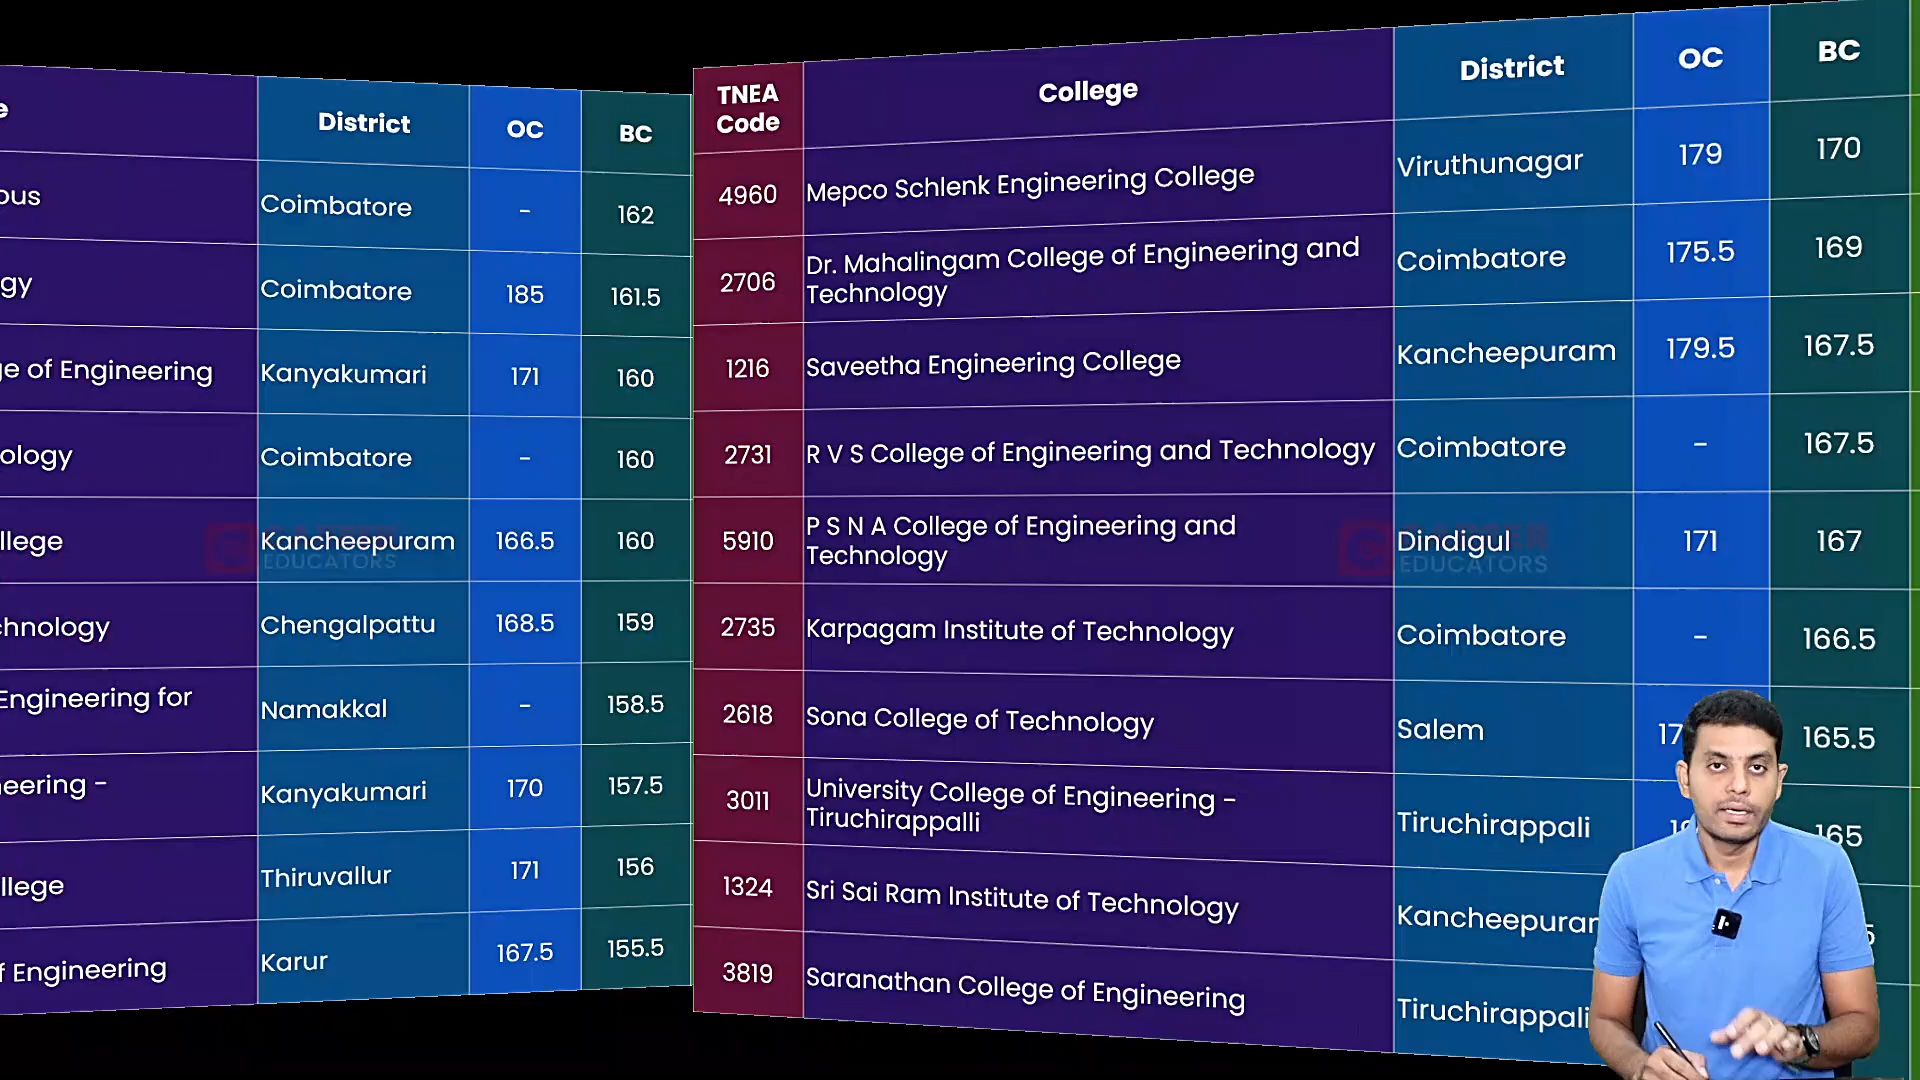 District OC BC
ous Coimbatore - 162
gy Coimbatore 185 161.5
ge of Engineering Kanyakumari 171 160
ology Coimbatore - 160
llege Kancheepuram 166.5 160
EDUCATORS
chnology Chengalpattu 168.5 159
Engineering for Namakkal - 158.5
eering - Kanyakumari 170 157.5
llege Thiruvallur 171 156
f Engineering Karur 167.5 155.5
TNEA
Code
College District OC BC
4960 Mepco Schlenk Engineering College Viruthunagar 179 170
2706 Dr. Mahalingam College of Engineering and
Technology
Coimbatore 175.5 169
1216 Saveetha Engineering College Kancheepuram 179.5 167.5
2731 R V S College of Engineering and Technology Coimbatore - 167.5
5910 P S N A College of Engineering and
Technology
Dindigul 171 167
EDUCATORS
2735 Karpagam Institute of Technology Coimbatore - 166.5
2618 Sona College of Technology Salem 165.5
3011 University College of Engineering -
Tiruchirappalli
Tiruchirappali
1324 Sri Sai Ram Institute of Technology Kancheepuram
3819 Saranathan College of Engineering Tiruchirappali